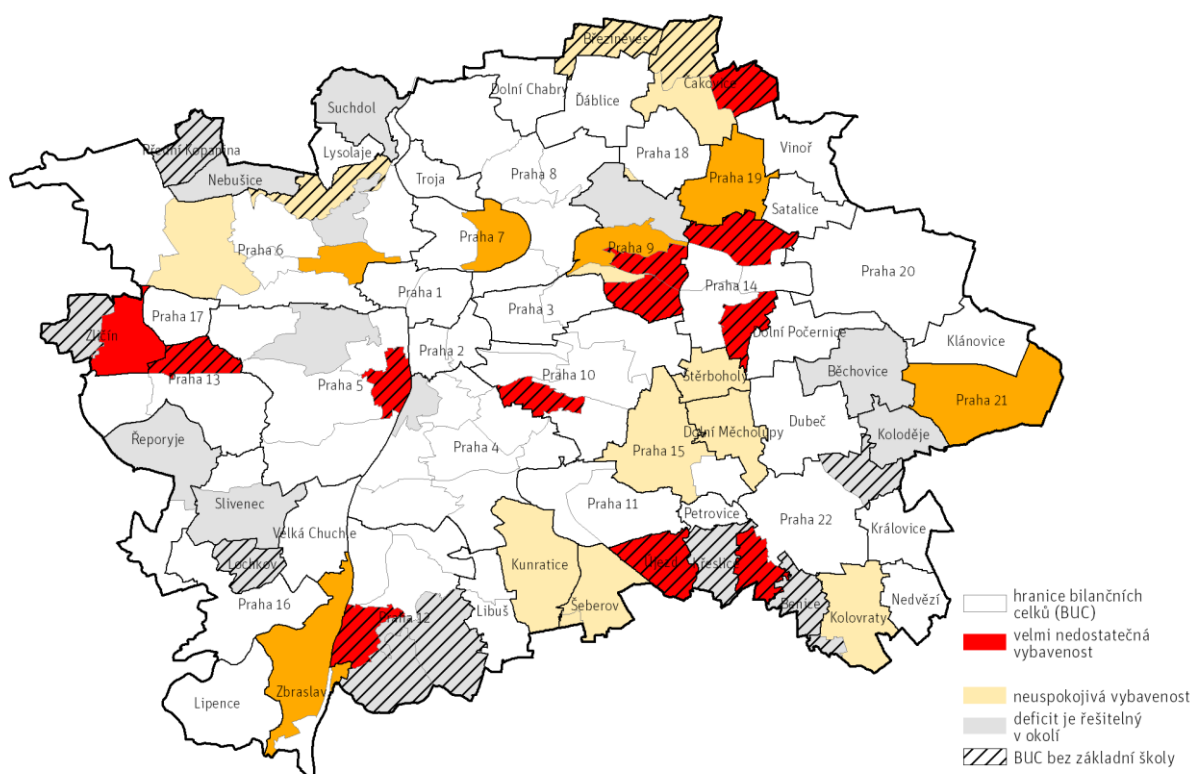 Březiněves
Dolní Chabry
Ďáblice
Čakovice
Suchdol
Přední Kopanina
Lysolaje
Nebušice
Troja
Praha 8
Praha 18
Vinoř
Praha 19
Satalice
Praha 6
Praha 7
Praha 9
Praha 20
Praha 1
Praha 14
Praha 17
Praha 3
Zličín
Dolní Počernice
Klánovice
Praha 2
Praha 13
Praha 5
Praha 10
Štěrboholy
Běchovice
Praha 21
Dubeč
Řeporyje
Praha 4
Praha 15
Dolní Měcholupy
Koloděje
Slivenec
Praha 11
Petrovice
Praha 22
Královice
Velká Chuchle
Lochkov
Kunratice
Újezd
Křeslice
Praha 16
Praha 12
Libuš
Šeberov
Benice
Kolovraty
Nedvězí
Lipence
Zbraslav
hranice bilančních
celků (BUC)
velmi nedostatečná
vybavenost
neuspokojivá vybavenost
deficit je řešitelný
v okolí
BUC bez základní školy